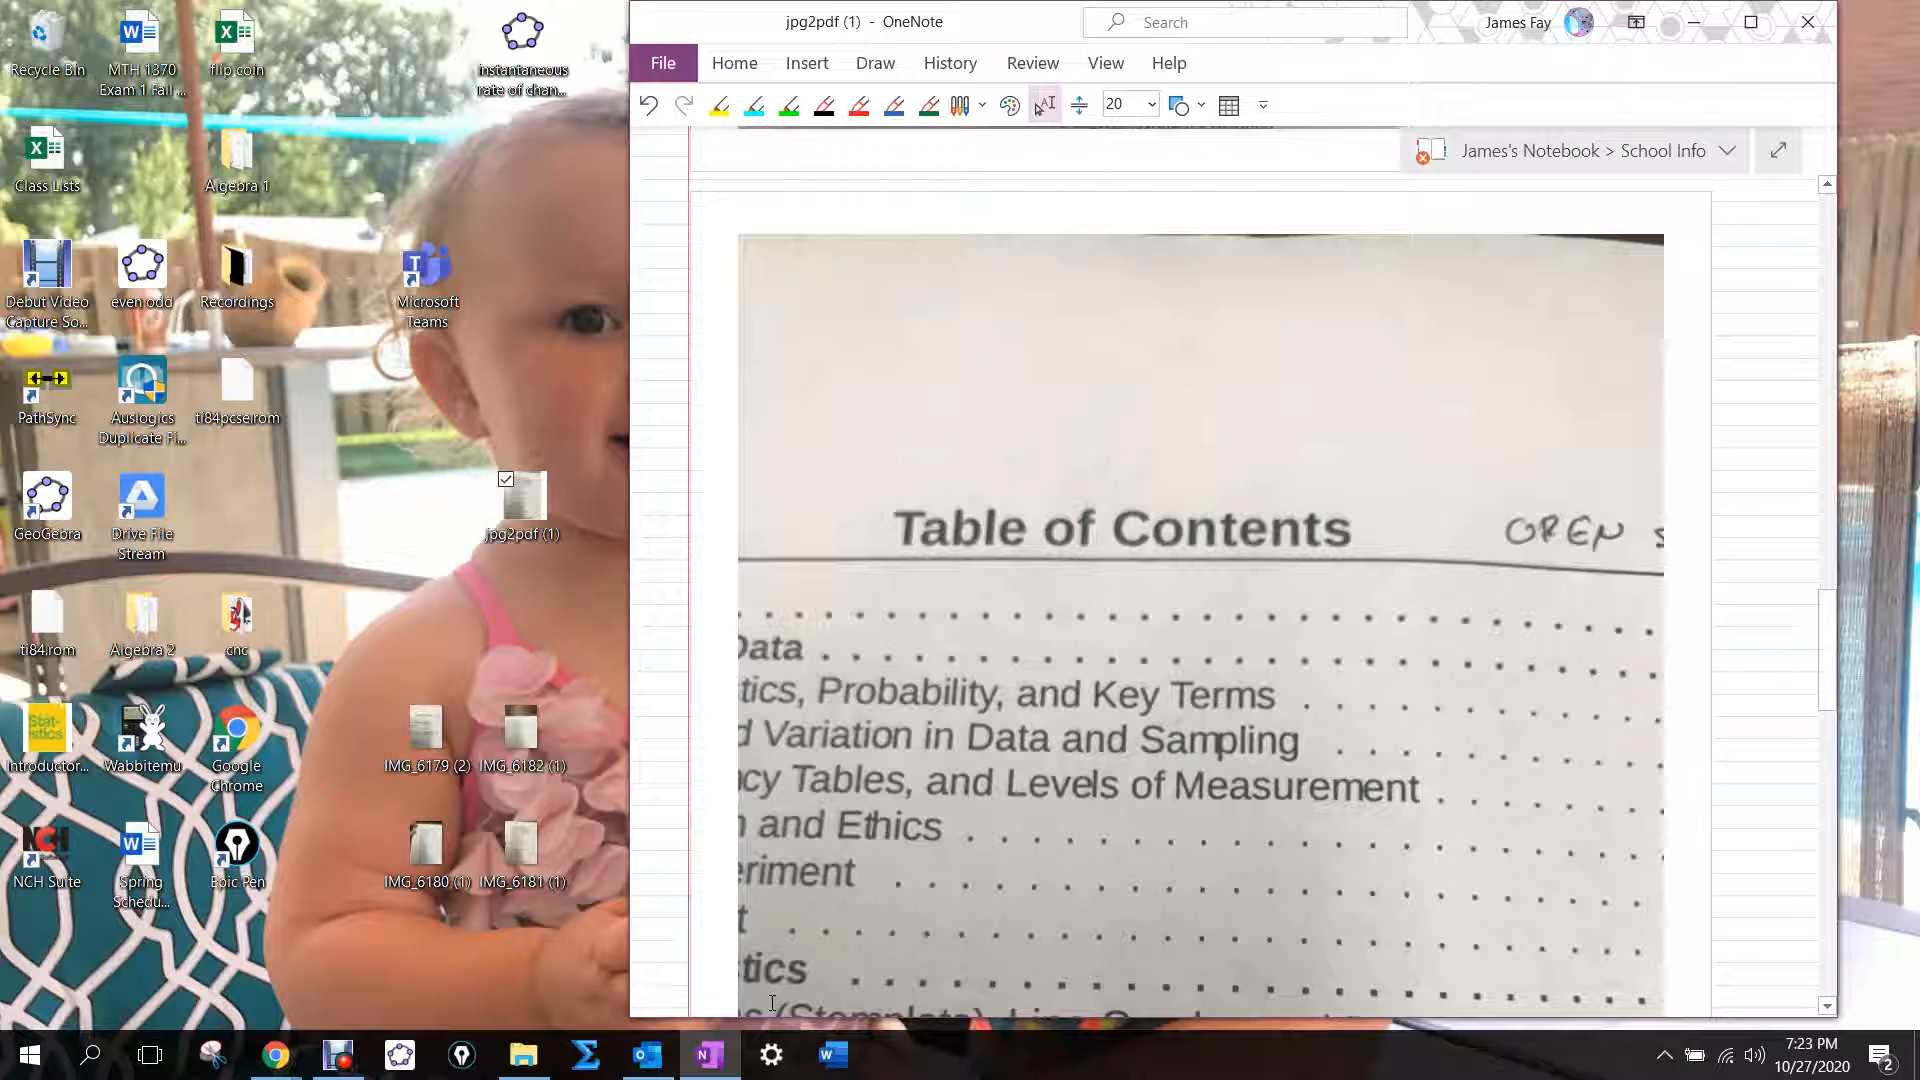 Recycle Bin
MTH 1370
Exam 1 Fall ...
flip coin
instantaneous
rate of chan...
Class Lists
Algebra 1
Debut Video
Capture So...
even odd
Recordings
Microsoft
Teams
PathSync
Auslogics
Duplicate Fi...
ti84pcse.rom
GeoGebra
Drive File
Stream
jpg2pdf (1)
ti84.rom
Algebra 2
cnc
Stat-
istics
Introductor...
Wabbitemu
Google
Chrome
IMG_6179 (2)
IMG_6182 (1)
NCH
NCH Suite
Spring
Schedu...
Epic Pen
IMG_6180 (1)
IMG_6181 (1)
jpg2pdf (1) - OneNote
Search
James Fay
File Home Insert Draw History Review View Help
20
James's Notebook > School Info
Table of Contents
OREN
Data . . . . . . . . . . . . . . . . . . . . . . .
tics, Probability, and Key Terms . . . . . . . . .
d Variation in Data and Sampling . . . . . . . .
cy Tables, and Levels of Measurement . . . . . .
n and Ethics . . . . . . . . . . . . . . . . . . .
eriment . . . . . . . . . . . . . . . . . . . . .
t . . . . . . . . . . . . . . . . . . . . . . . .
tics . . . . . . . . . . . . . . . . . . . . . .
7:23 PM
10/27/2020
2